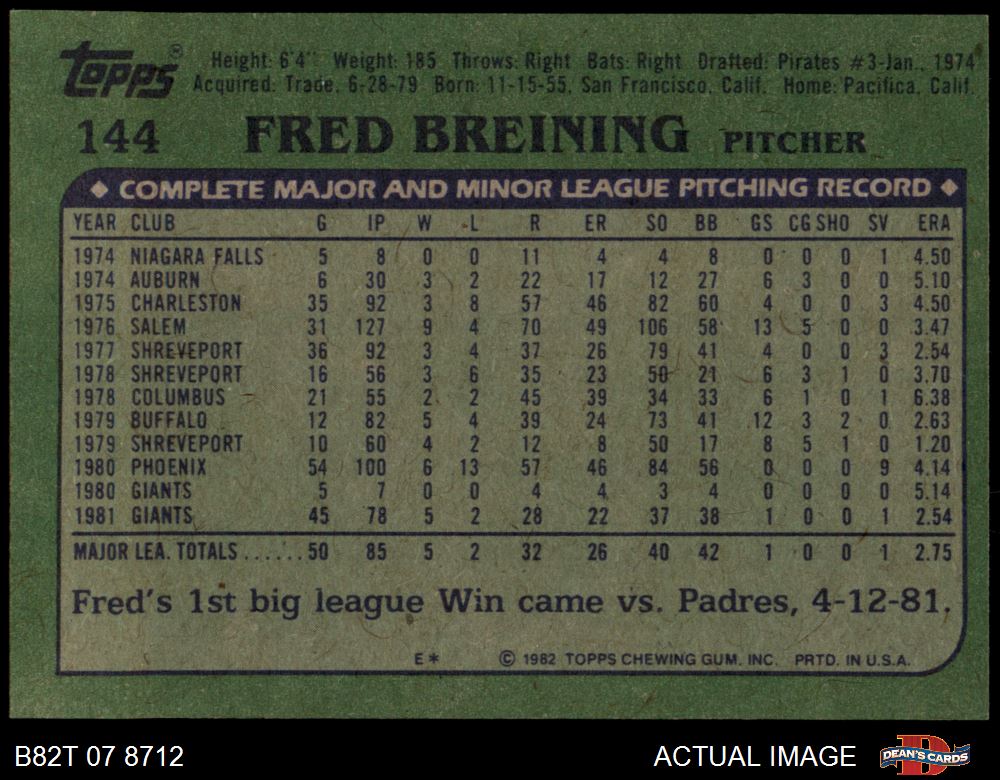 Topps® Height: 6'4" Weight: 185 Throws: Right Bats: Right Drafted: Pirates #3-Jan., 1974
Acquired: Trade, 6-28-79 Born: 11-15-55, San Francisco, Calif. Home: Pacifica, Calif.
144 FRED BREINING PITCHER
◆ COMPLETE MAJOR AND MINOR LEAGUE PITCHING RECORD ◆
YEAR CLUB G IP W L R ER SO BB GS CG SHO SV ERA
1974 NIAGARA FALLS 5 8 0 0 11 4 4 8 0 0 0 1 4.50
1974 AUBURN 6 30 3 2 22 17 12 27 6 3 0 0 5.10
1975 CHARLESTON 35 92 3 8 57 46 82 60 4 0 0 3 4.50
1976 SALEM 31 127 9 4 70 49 106 58 13 5 0 0 3.47
1977 SHREVEPORT 36 92 3 4 37 26 79 41 4 0 0 3 2.54
1978 SHREVEPORT 16 56 3 6 35 23 50 21 6 3 1 0 3.70
1978 COLUMBUS 21 55 2 2 45 39 34 33 6 1 0 1 6.38
1979 BUFFALO 12 82 5 4 39 24 73 41 12 3 2 0 2.63
1979 SHREVEPORT 10 60 4 2 12 8 50 17 8 5 1 0 1.20
1980 PHOENIX 54 100 6 13 57 46 84 56 0 0 0 9 4.14
1980 GIANTS 5 7 0 0 4 4 3 4 0 0 0 0 5.14
1981 GIANTS 45 78 5 2 28 22 37 38 1 0 0 1 2.54
MAJOR LEA. TOTALS......50 85 5 2 32 26 40 42 1 0 0 1 2.75
Fred's 1st big league Win came vs. Padres, 4-12-81.
E* © 1982 TOPPS CHEWING GUM, INC. PRTD. IN U.S.A.
B82T 07 8712 ACTUAL IMAGE DEAN'S CARDS